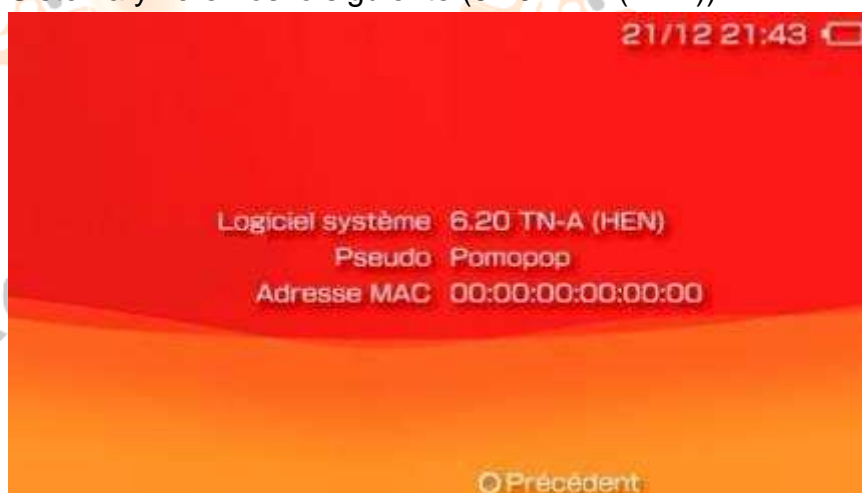 21/12 21:43
Logiciel système 6.20 TN-A (HEN)
Pseudo Pomopop
Adresse MAC 00:00:00:00:00:00
Précédent